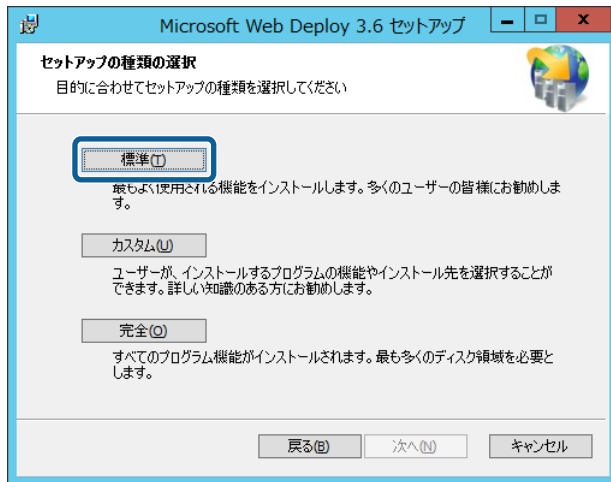 Microsoft Web Deploy 3.6 セットアップ
セットアップの種類の選択
目的に合わせてセットアップの種類を選択してください
標準(T)
最もよく使用される機能をインストールします。多くのユーザーの皆様にお勧めしま
す。
カスタム(U)
ユーザーが、インストールするプログラムの機能やインストール先を選択することが
できます。詳しい知識のある方にお勧めします。
完全(O)
すべてのプログラム機能がインストールされます。最も多くのディスク領域を必要と
します。
戻る(B) 次へ(N) キャンセル